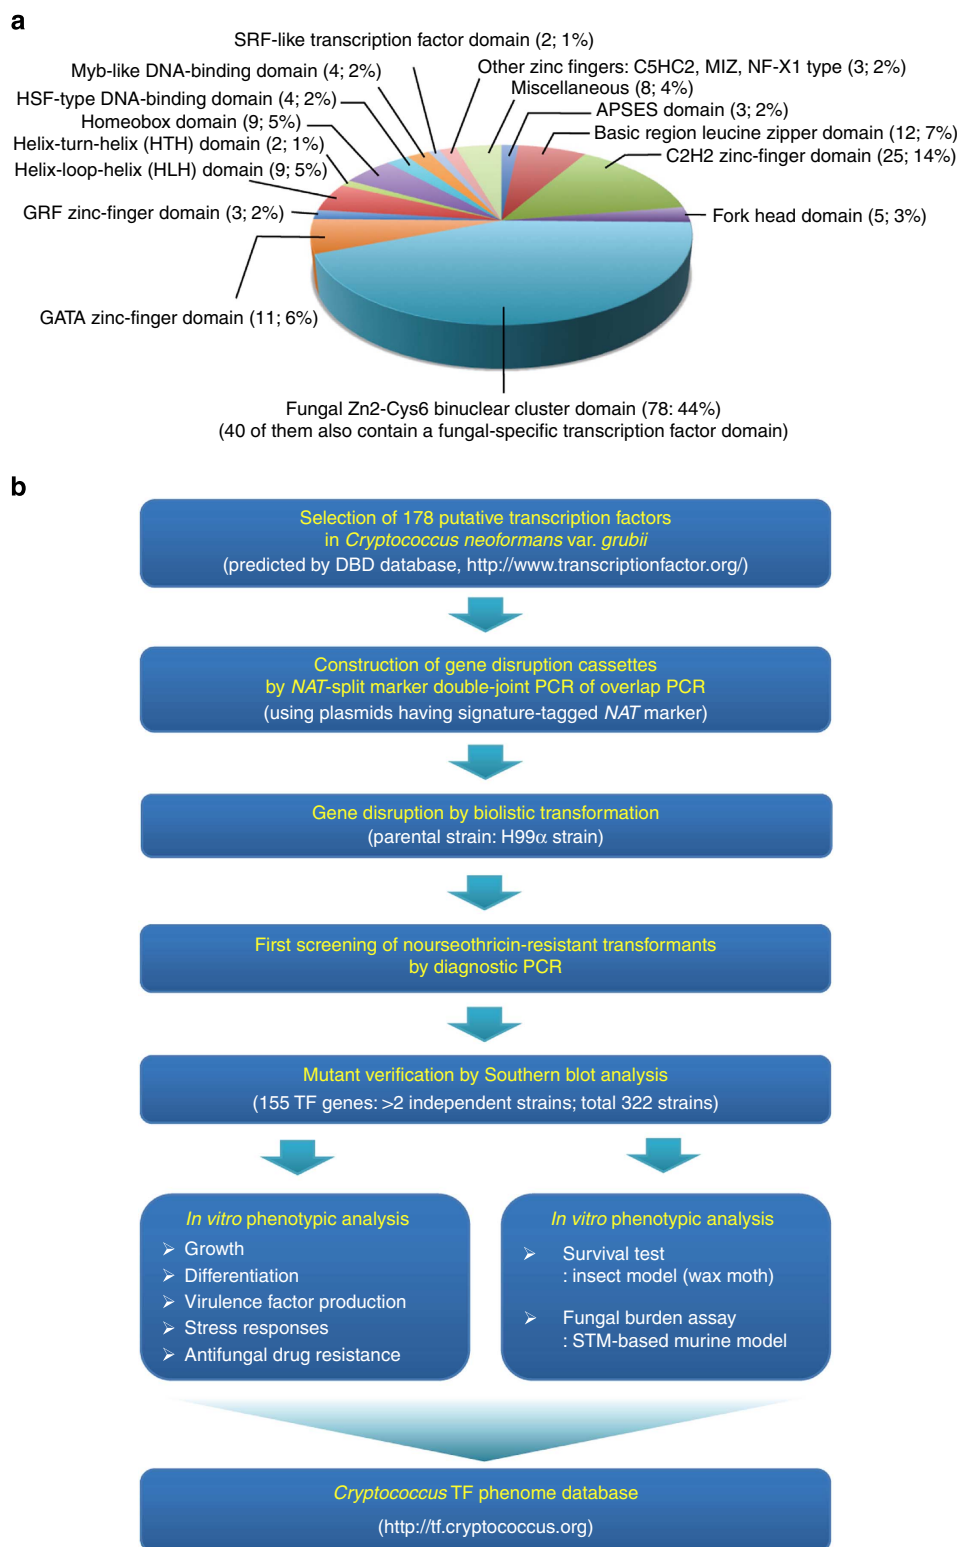 a
SRF-like transcription factor domain (2; 1%)
Myb-like DNA-binding domain (4; 2%)
HSF-type DNA-binding domain (4; 2%)
Homeobox domain (9; 5%)
Helix-turn-helix (HTH) domain (2; 1%)
Helix-loop-helix (HLH) domain (9; 5%)
GRF zinc-finger domain (3; 2%)
GATA zinc-finger domain (11; 6%)
Other zinc fingers: C5HC2, MIZ, NF-X1 type (3; 2%)
Miscellaneous (8; 4%)
APSES domain (3; 2%)
Basic region leucine zipper domain (12; 7%)
C2H2 zinc-finger domain (25; 14%)
Fork head domain (5; 3%)
Fungal Zn2-Cys6 binuclear cluster domain (78: 44%)
(40 of them also contain a fungal-specific transcription factor domain)
b
Selection of 178 putative transcription factors
in Cryptococcus neoformans var. grubii
(predicted by DBD database, http://www.transcriptionfactor.org/)
Construction of gene disruption cassettes
by NAT-split marker double-joint PCR of overlap PCR
(using plasmids having signature-tagged NAT marker)
Gene disruption by biolistic transformation
(parental strain: H99α strain)
First screening of nourseothricin-resistant transformants
by diagnostic PCR
Mutant verification by Southern blot analysis
(155 TF genes: >2 independent strains; total 322 strains)
In vitro phenotypic analysis
➢ Growth
➢ Differentiation
➢ Virulence factor production
➢ Stress responses
➢ Antifungal drug resistance
In vitro phenotypic analysis
➢ Survival test
: insect model (wax moth)
➢ Fungal burden assay
: STM-based murine model
Cryptococcus TF phenome database
(http://tf.cryptococcus.org)